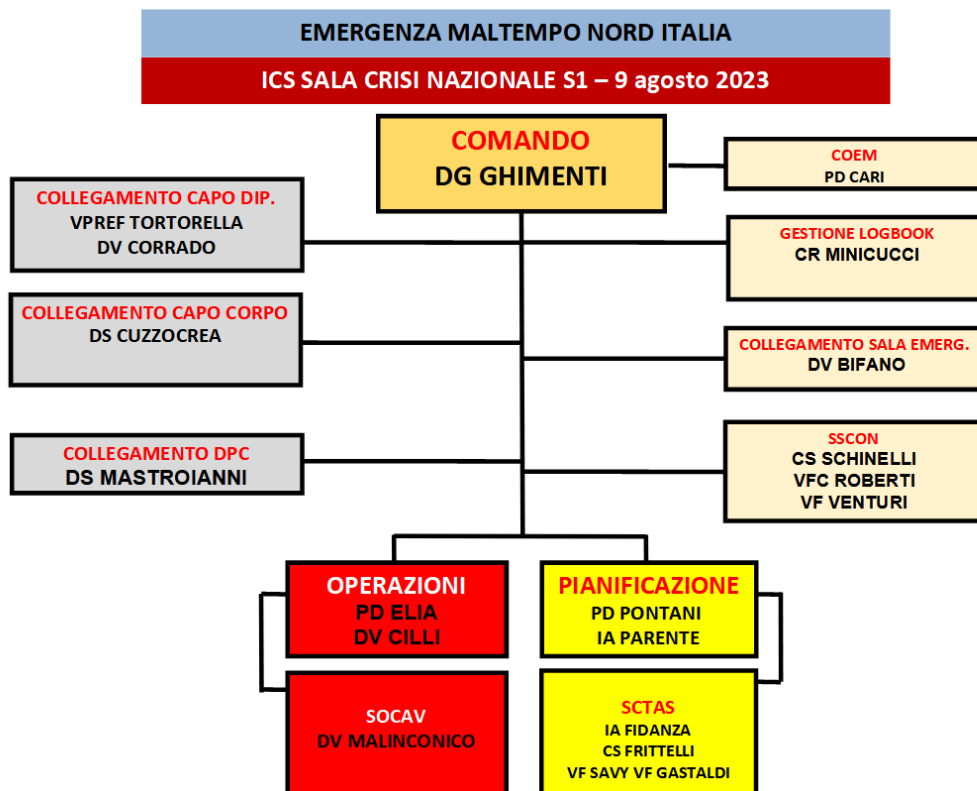 EMERGENZA MALTEMPO NORD ITALIA
ICS SALA CRISI NAZIONALE S1 – 9 agosto 2023
COMANDO
DG GHIMENTI
COEM
PD CARI
COLLEGAMENTO CAPO DIP.
VPREF TORTORELLA
DV CORRADO
GESTIONE LOGBOOK
CR MINICUCCI
COLLEGAMENTO CAPO CORPO
DS CUZZOCREA
COLLEGAMENTO SALA EMERG.
DV BIFANO
COLLEGAMENTO DPC
DS MASTROIANNI
SSCON
CS SCHINELLI
VFC ROBERTI
VF VENTURI
OPERAZIONI
PD ELIA
DV CILLI
PIANIFICAZIONE
PD PONTANI
IA PARENTE
SOCAV
DV MALINCONICO
SCTAS
IA FIDANZA
CS FRITTELLI
VF SAVY VF GASTALDI